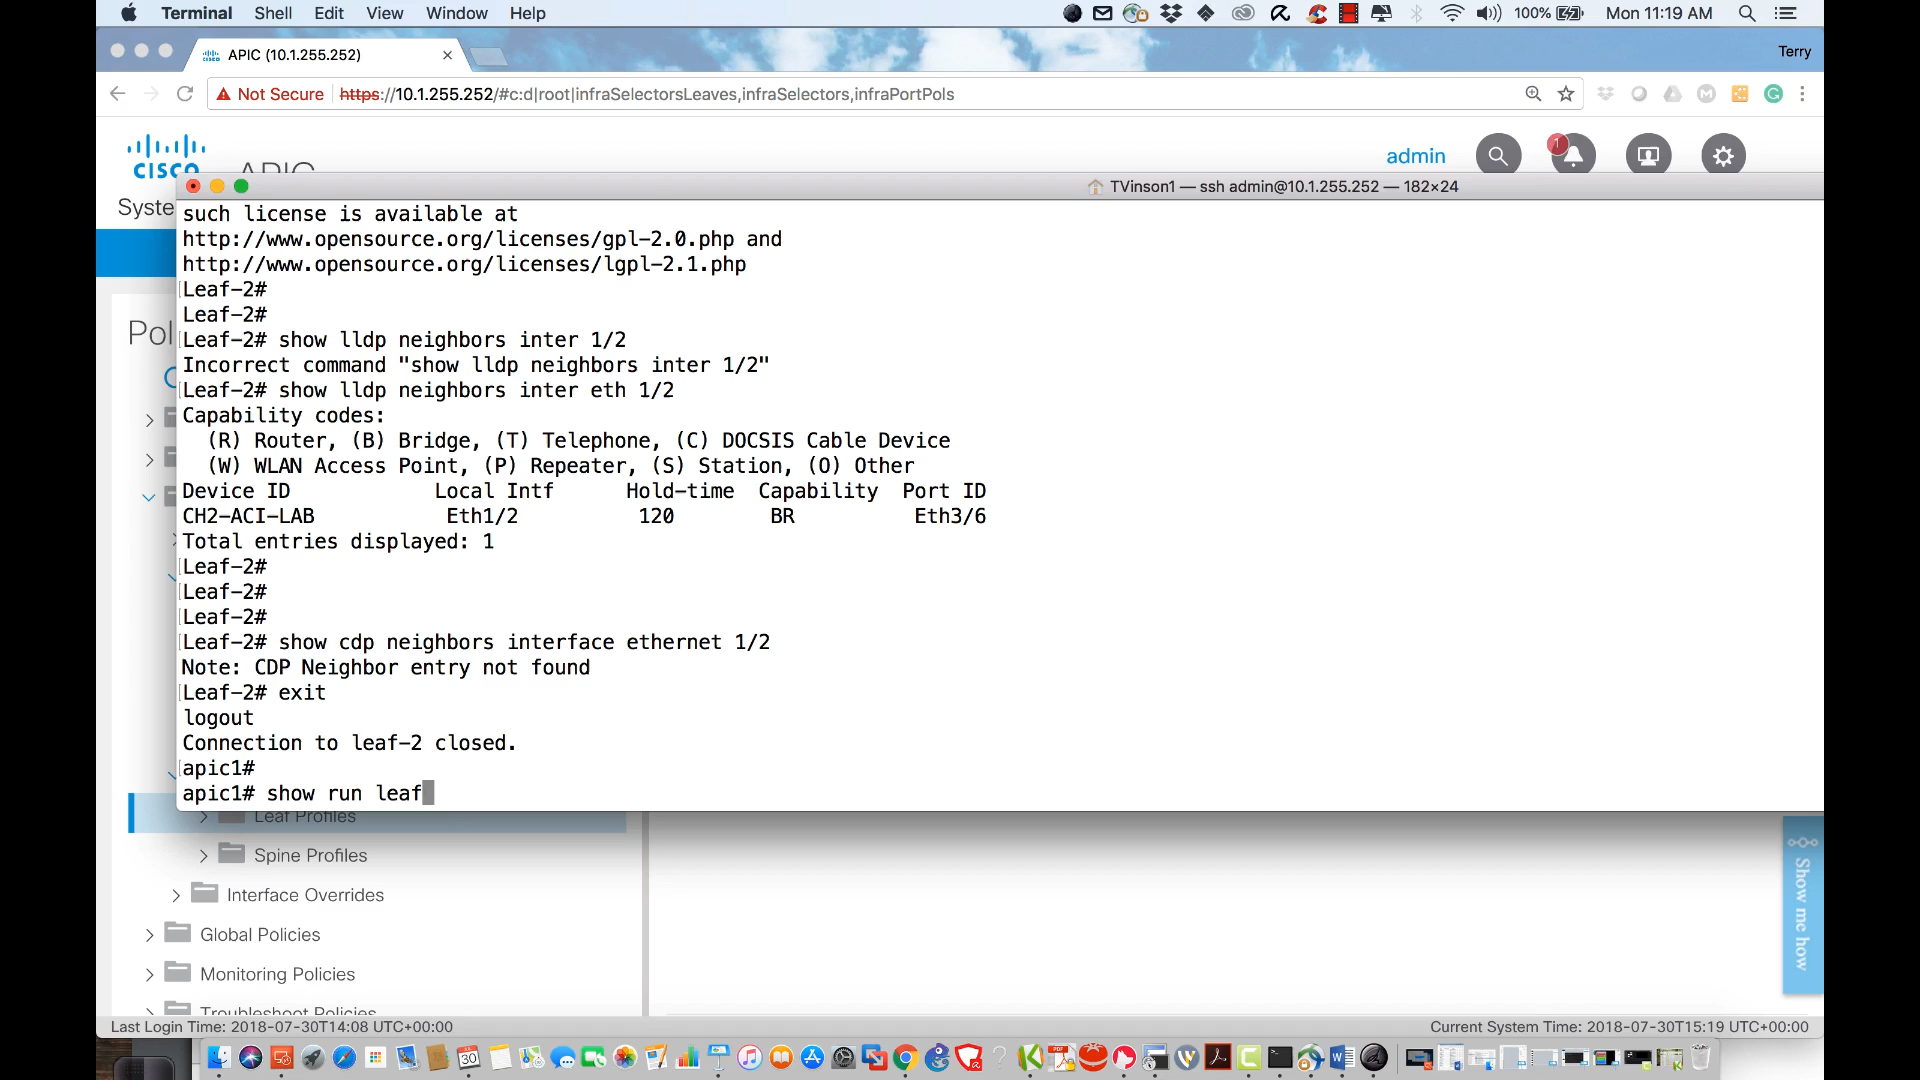 Terminal Shell Edit View Window Help 100% Mon 11:19 AM
APIC (10.1.255.252) Terry
Not Secure https://10.1.255.252/#c:d|root|infraSelectorsLeaves,infraSelectors,infraPortPols
CISCO APIC admin 1
Syste
TVinson1 — ssh admin@10.1.255.252 — 182×24
such license is available at
http://www.opensource.org/licenses/gpl-2.0.php and
http://www.opensource.org/licenses/lgpl-2.1.php
Leaf-2#
Leaf-2#
Leaf-2# show lldp neighbors inter 1/2
Incorrect command "show lldp neighbors inter 1/2"
Leaf-2# show lldp neighbors inter eth 1/2
Capability codes:
(R) Router, (B) Bridge, (T) Telephone, (C) DOCSIS Cable Device
(W) WLAN Access Point, (P) Repeater, (S) Station, (O) Other
Device ID Local Intf Hold-time Capability Port ID
CH2-ACI-LAB Eth1/2 120 BR Eth3/6
Total entries displayed: 1
Leaf-2#
Leaf-2#
Leaf-2#
Leaf-2# show cdp neighbors interface ethernet 1/2
Note: CDP Neighbor entry not found
Leaf-2# exit
logout
Connection to leaf-2 closed.
apic1#
apic1# show run leaf
Pol
Leaf Profiles
Spine Profiles
Interface Overrides
Global Policies
Monitoring Policies
Troubleshoot Policies
Show me how
Last Login Time: 2018-07-30T14:08 UTC+00:00 Current System Time: 2018-07-30T15:19 UTC+00:00
30